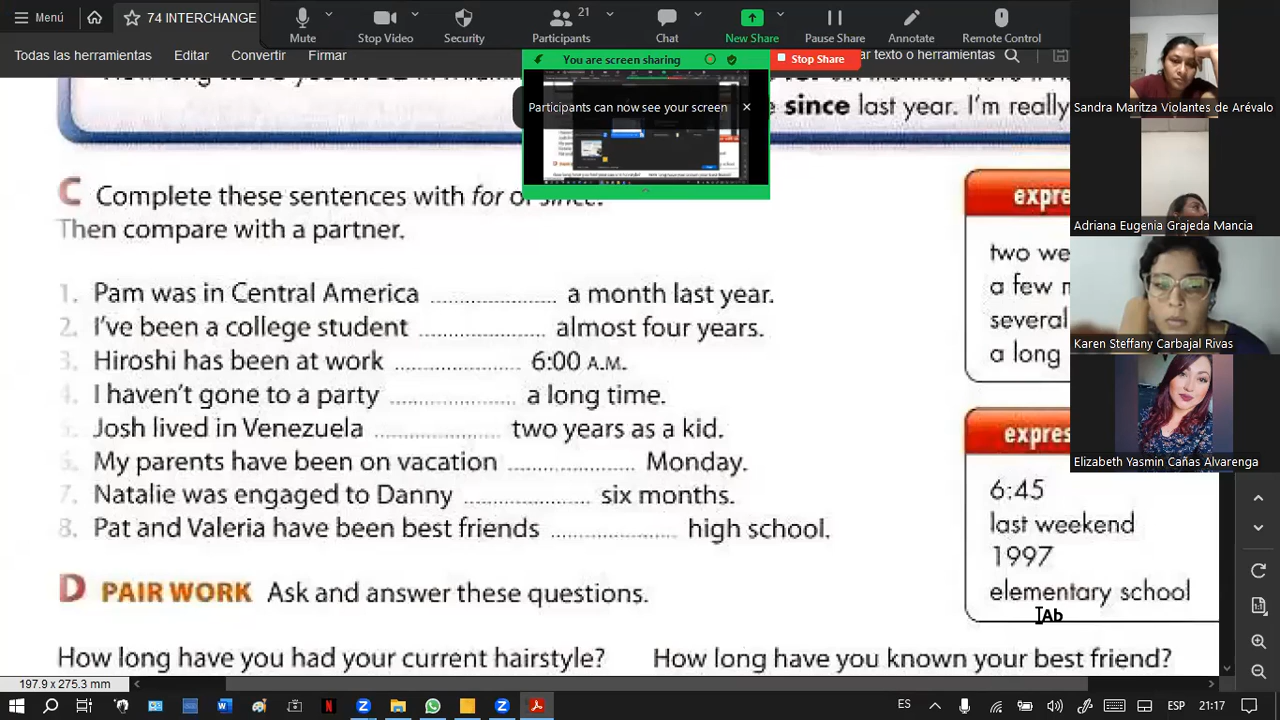 Menú
74 INTERCHANGE
Mute
Stop Video
Security
21
Participants
Chat
New Share
Pause Share
Annotate
Remote Control
Todas las herramientas
Editar
Convertir
Firmar
You are screen sharing
Stop Share
ar texto o herramientas
Participants can now see your screen
since last year. I'm really
C Complete these sentences with for or since.
Then compare with a partner.
1. Pam was in Central America .................. a month last year.
2. I've been a college student .................. almost four years.
3. Hiroshi has been at work .................. 6:00 A.M.
4. I haven't gone to a party .................. a long time.
5. Josh lived in Venezuela .................. two years as a kid.
6. My parents have been on vacation .................. Monday.
7. Natalie was engaged to Danny .................. six months.
8. Pat and Valeria have been best friends .................. high school.
expre
two we
a few
several
a long
expres
6:45
last weekend
1997
elementary school
Ab
D PAIR WORK Ask and answer these questions.
How long have you had your current hairstyle? How long have you known your best friend?
Sandra Maritza Violantes de Arévalo
Adriana Eugenia Grajeda Mancia
Karen Steffany Carbajal Rivas
Elizabeth Yasmin Cañas Alvarenga
197.9 x 275.3 mm
ES
ESP
21:17